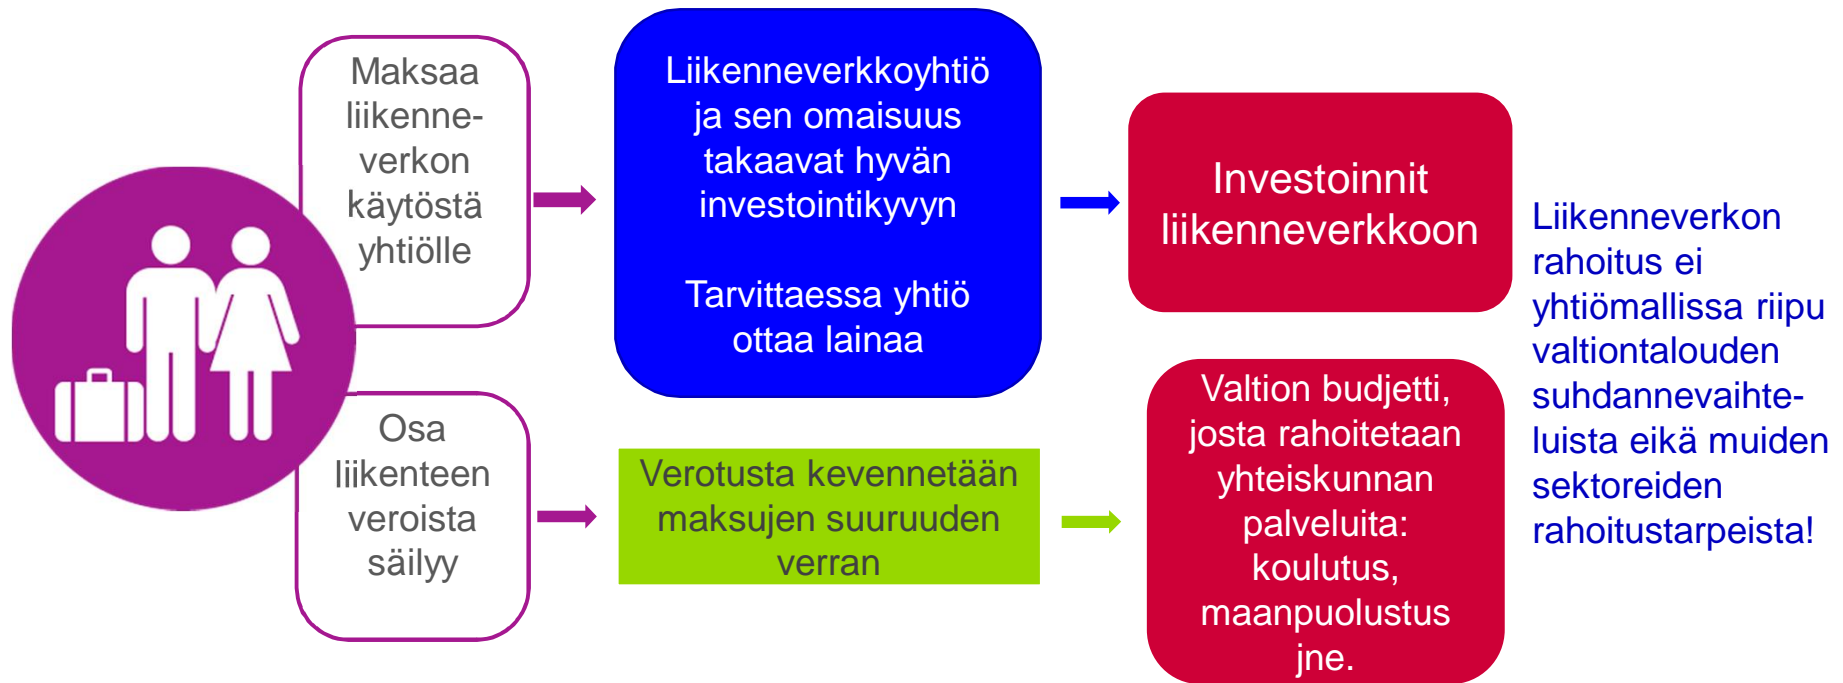 Maksaa
liikenne-
verkon
käytöstä
yhtiölle
Liikenneverkkoyhtiö
ja sen omaisuus
takaavat hyvän
investointikyvyn
Tarvittaessa yhtiö
ottaa lainaa
Investoinnit
liikenneverkkoon
Osa
liikenteen
veroista
säilyy
Verotusta kevennetään
maksujen suuruuden
verran
Valtion budjetti,
josta rahoitetaan
yhteiskunnan
palveluita:
koulutus,
maanpuolustus
jne.
Liikenneverkon
rahoitus ei
yhtiömallissa riipu
valtiontalouden
suhdannevaihte-
luista eikä muiden
sektoreiden
rahoitustarpeista!